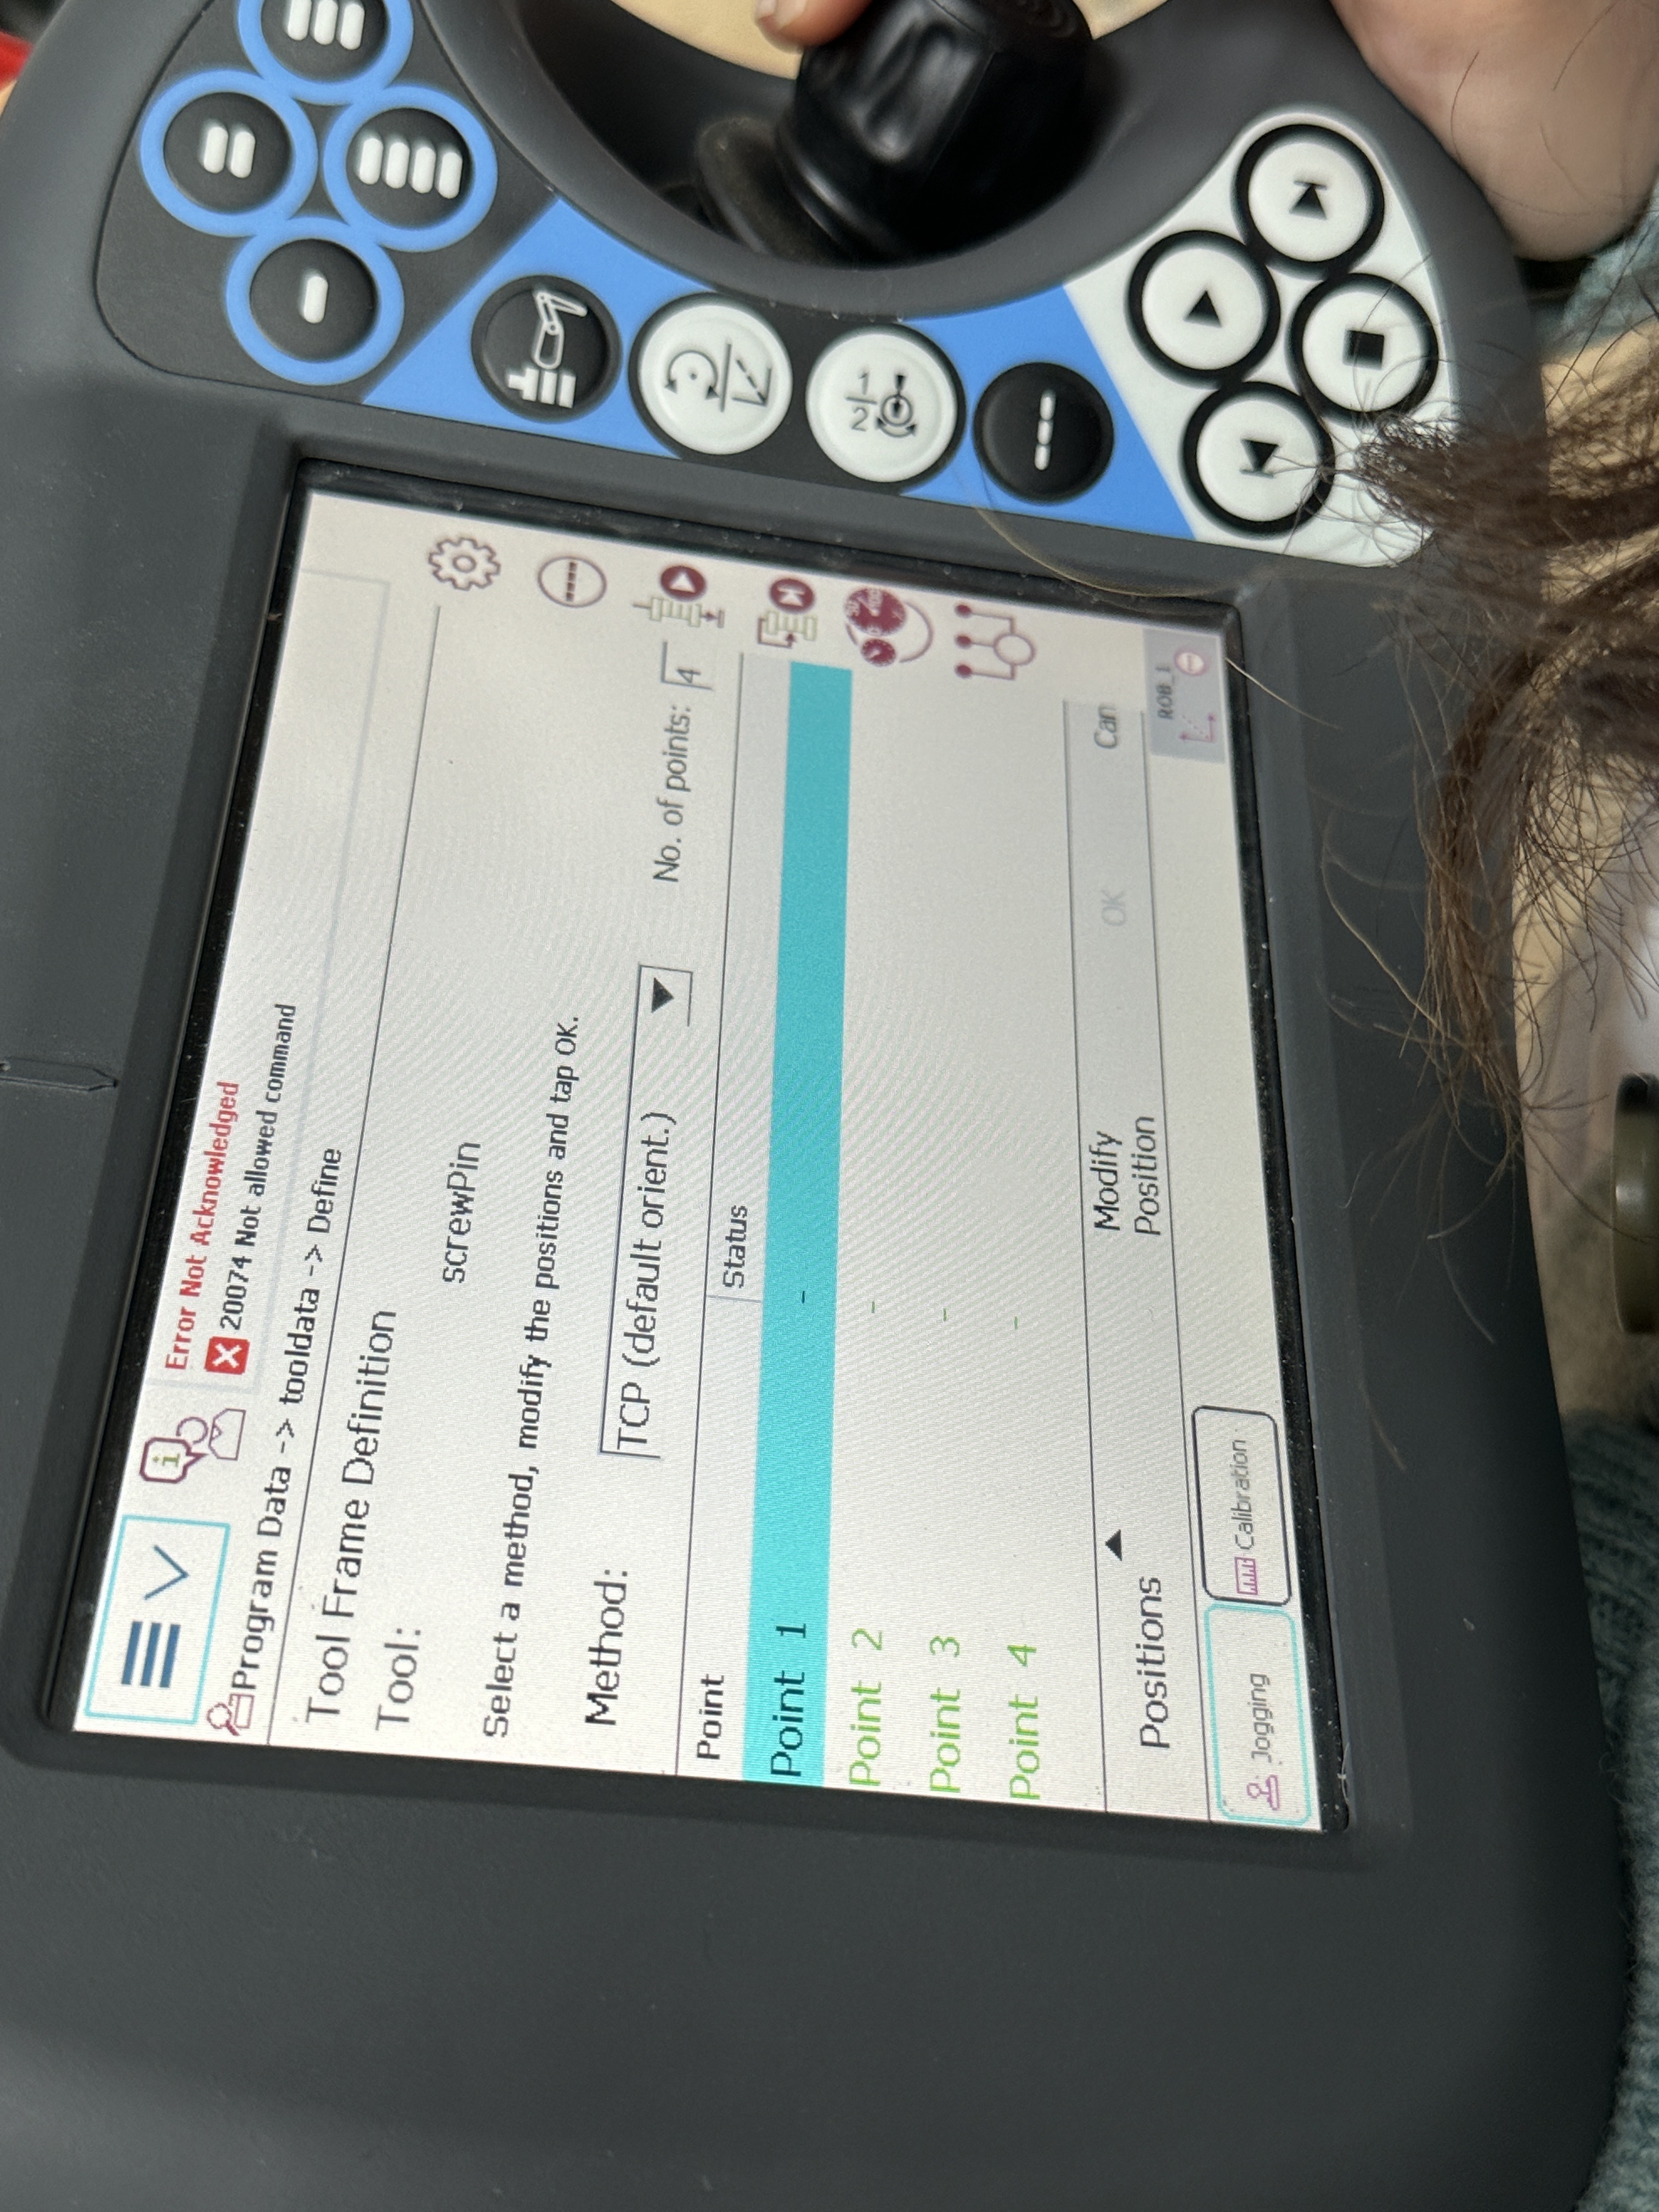 Error Not Acknowledged
20074 Not allowed command
Program Data -> tooldata -> Define
Tool Frame Definition
Tool:
screwPin
Select a method, modify the positions and tap OK.
Method:
TCP (default orient.)
No. of points:
4
Point
Status
Point 1
-
Point 2
-
Point 3
-
Point 4
-
Positions
Modify
Position
OK
Can
Jogging
Calibration
ROB_1
1
2